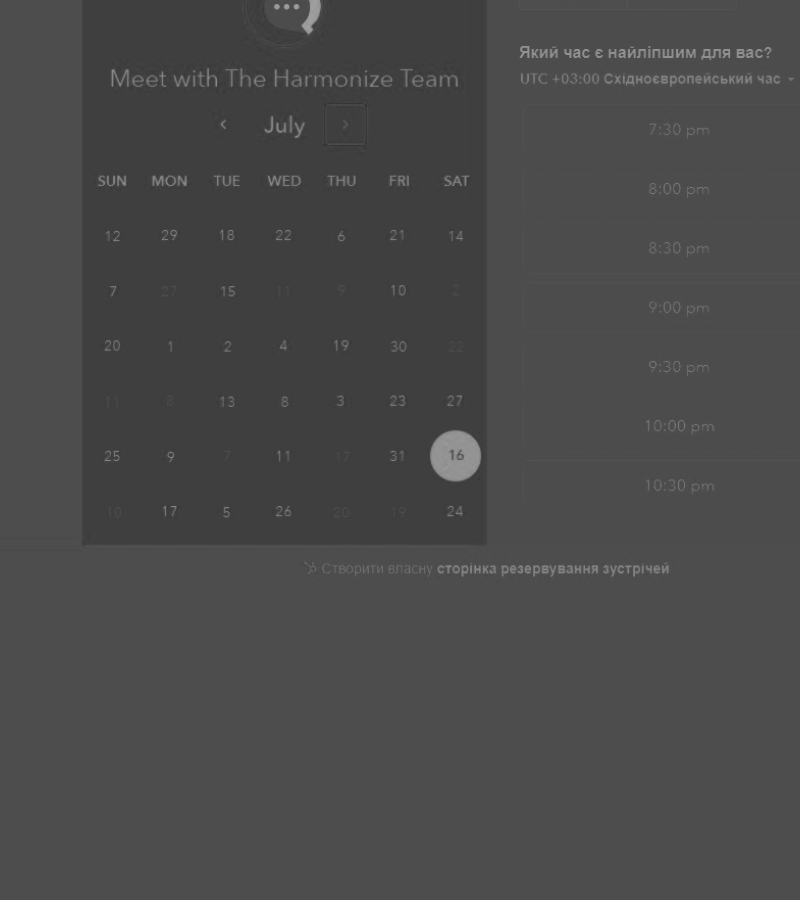 Meet with The Harmonize Team
July
SUN MON TUE WED THU FRI SAT
12 29 18 22 6 21 14
7 27 15 11 9 10 2
20 1 2 4 19 30 22
11 8 13 8 3 23 27
25 9 7 11 17 31 16
10 17 5 26 20 19 24
Який час є найліпшим для вас?
UTC +03:00 Східноєвропейський час
7:30 pm
8:00 pm
8:30 pm
9:00 pm
9:30 pm
10:00 pm
10:30 pm
Створити власну сторінка резервування зустрічей